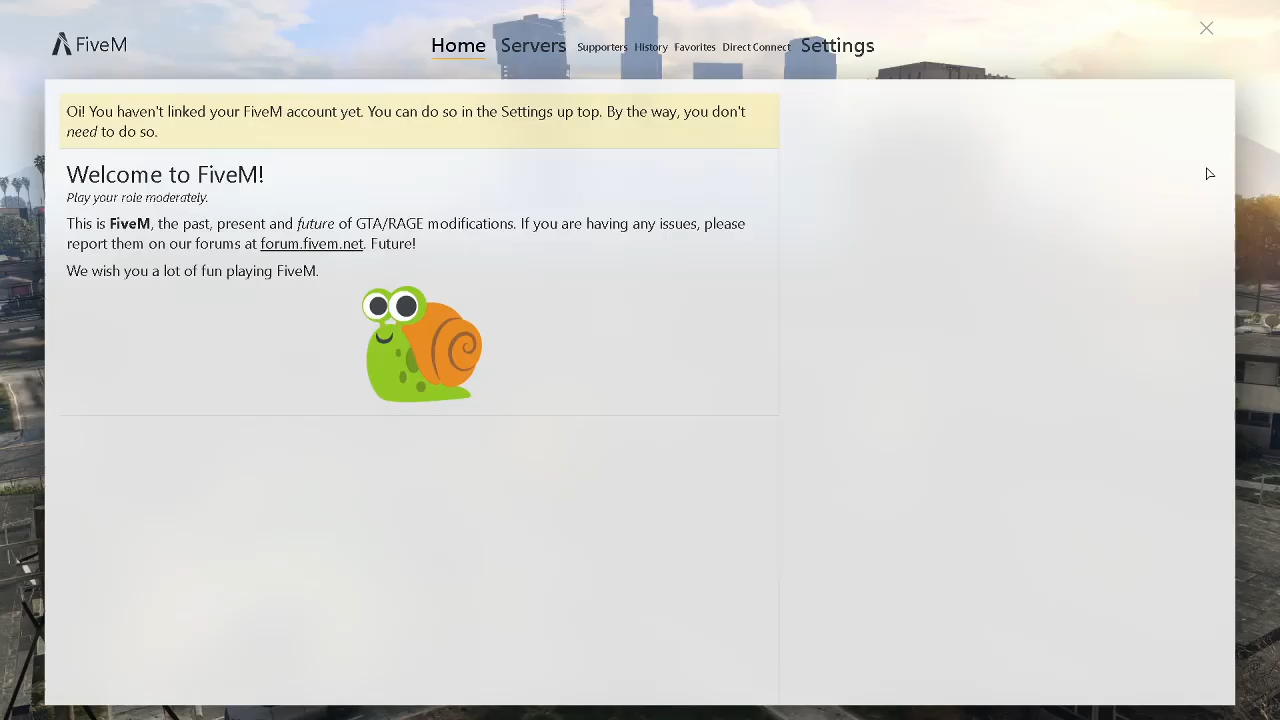 FiveM
Home Servers Supporters History Favorites Direct Connect Settings
Oi! You haven't linked your FiveM account yet. You can do so in the Settings up top. By the way, you don't
need to do so.
Welcome to FiveM!
Play your role moderately.
This is FiveM, the past, present and future of GTA/RAGE modifications. If you are having any issues, please
report them on our forums at forum.fivem.net. Future!
We wish you a lot of fun playing FiveM.